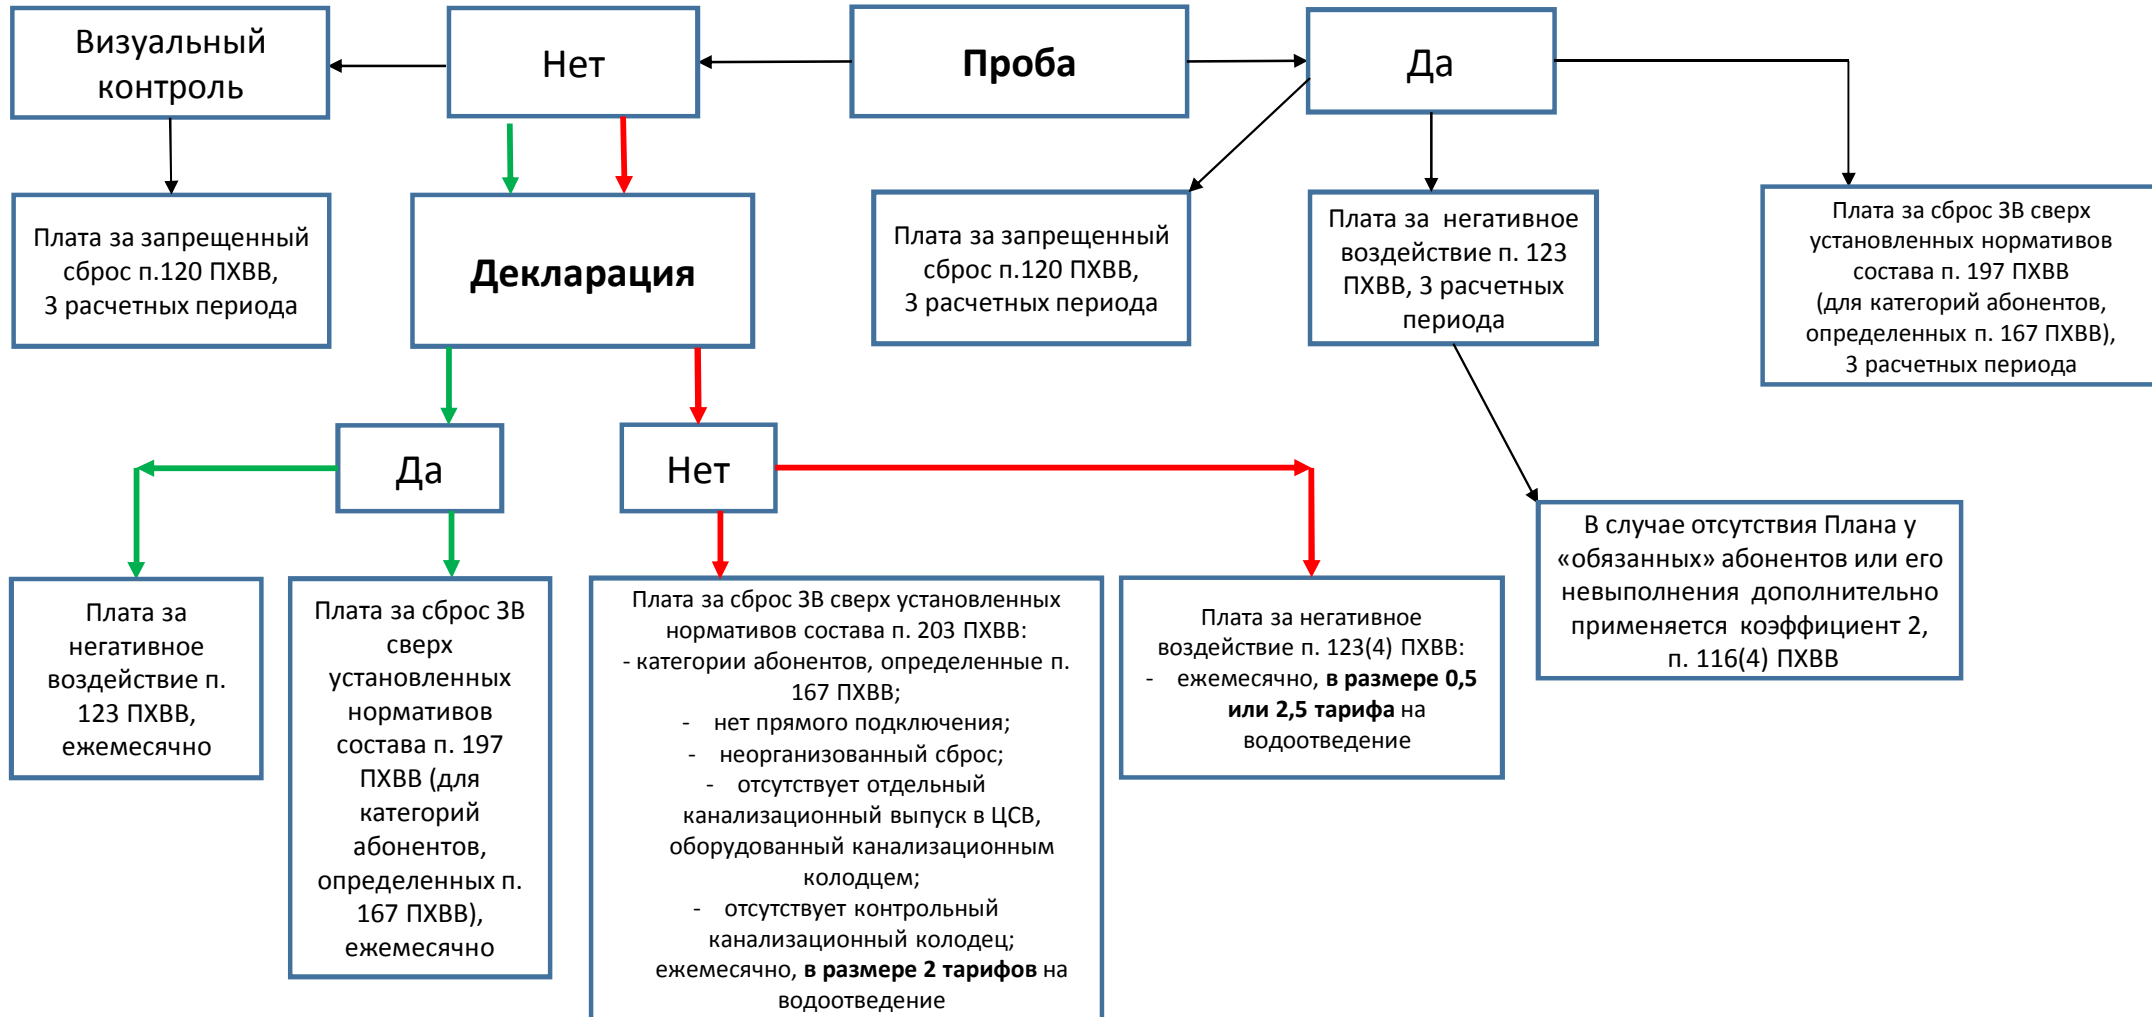 Визуальный
контроль
Нет
Проба
Да
Плата за запрещенный
сброс п.120 ПХВВ,
3 расчетных периода
Декларация
Плата за запрещенный
сброс п.120 ПХВВ,
3 расчетных периода
Плата за негативное
воздействие п. 123
ПХВВ, 3 расчетных
периода
Плата за сброс ЗВ сверх
установленных нормативов
состава п. 197 ПХВВ
(для категорий абонентов,
определенных п. 167 ПХВВ),
3 расчетных периода
Да
Нет
В случае отсутствия Плана у
«обязанных» абонентов или его
невыполнения дополнительно
применяется коэффициент 2,
п. 116(4) ПХВВ
Плата за
негативное
воздействие п.
123 ПХВВ,
ежемесячно
Плата за сброс ЗВ
сверх
установленных
нормативов
состава п. 197
ПХВВ (для
категорий
абонентов,
определенных п.
167 ПХВВ),
ежемесячно
Плата за сброс ЗВ сверх установленных
нормативов состава п. 203 ПХВВ:
- категории абонентов, определенные п.
167 ПХВВ;
- нет прямого подключения;
- неорганизованный сброс;
- отсутствует отдельный
канализационный выпуск в ЦСВ,
оборудованный канализационным
колодцем;
- отсутствует контрольный
канализационный колодец;
ежемесячно, в размере 2 тарифов на
водоотведение
Плата за негативное
воздействие п. 123(4) ПХВВ:
- ежемесячно, в размере 0,5
или 2,5 тарифа на
водоотведение